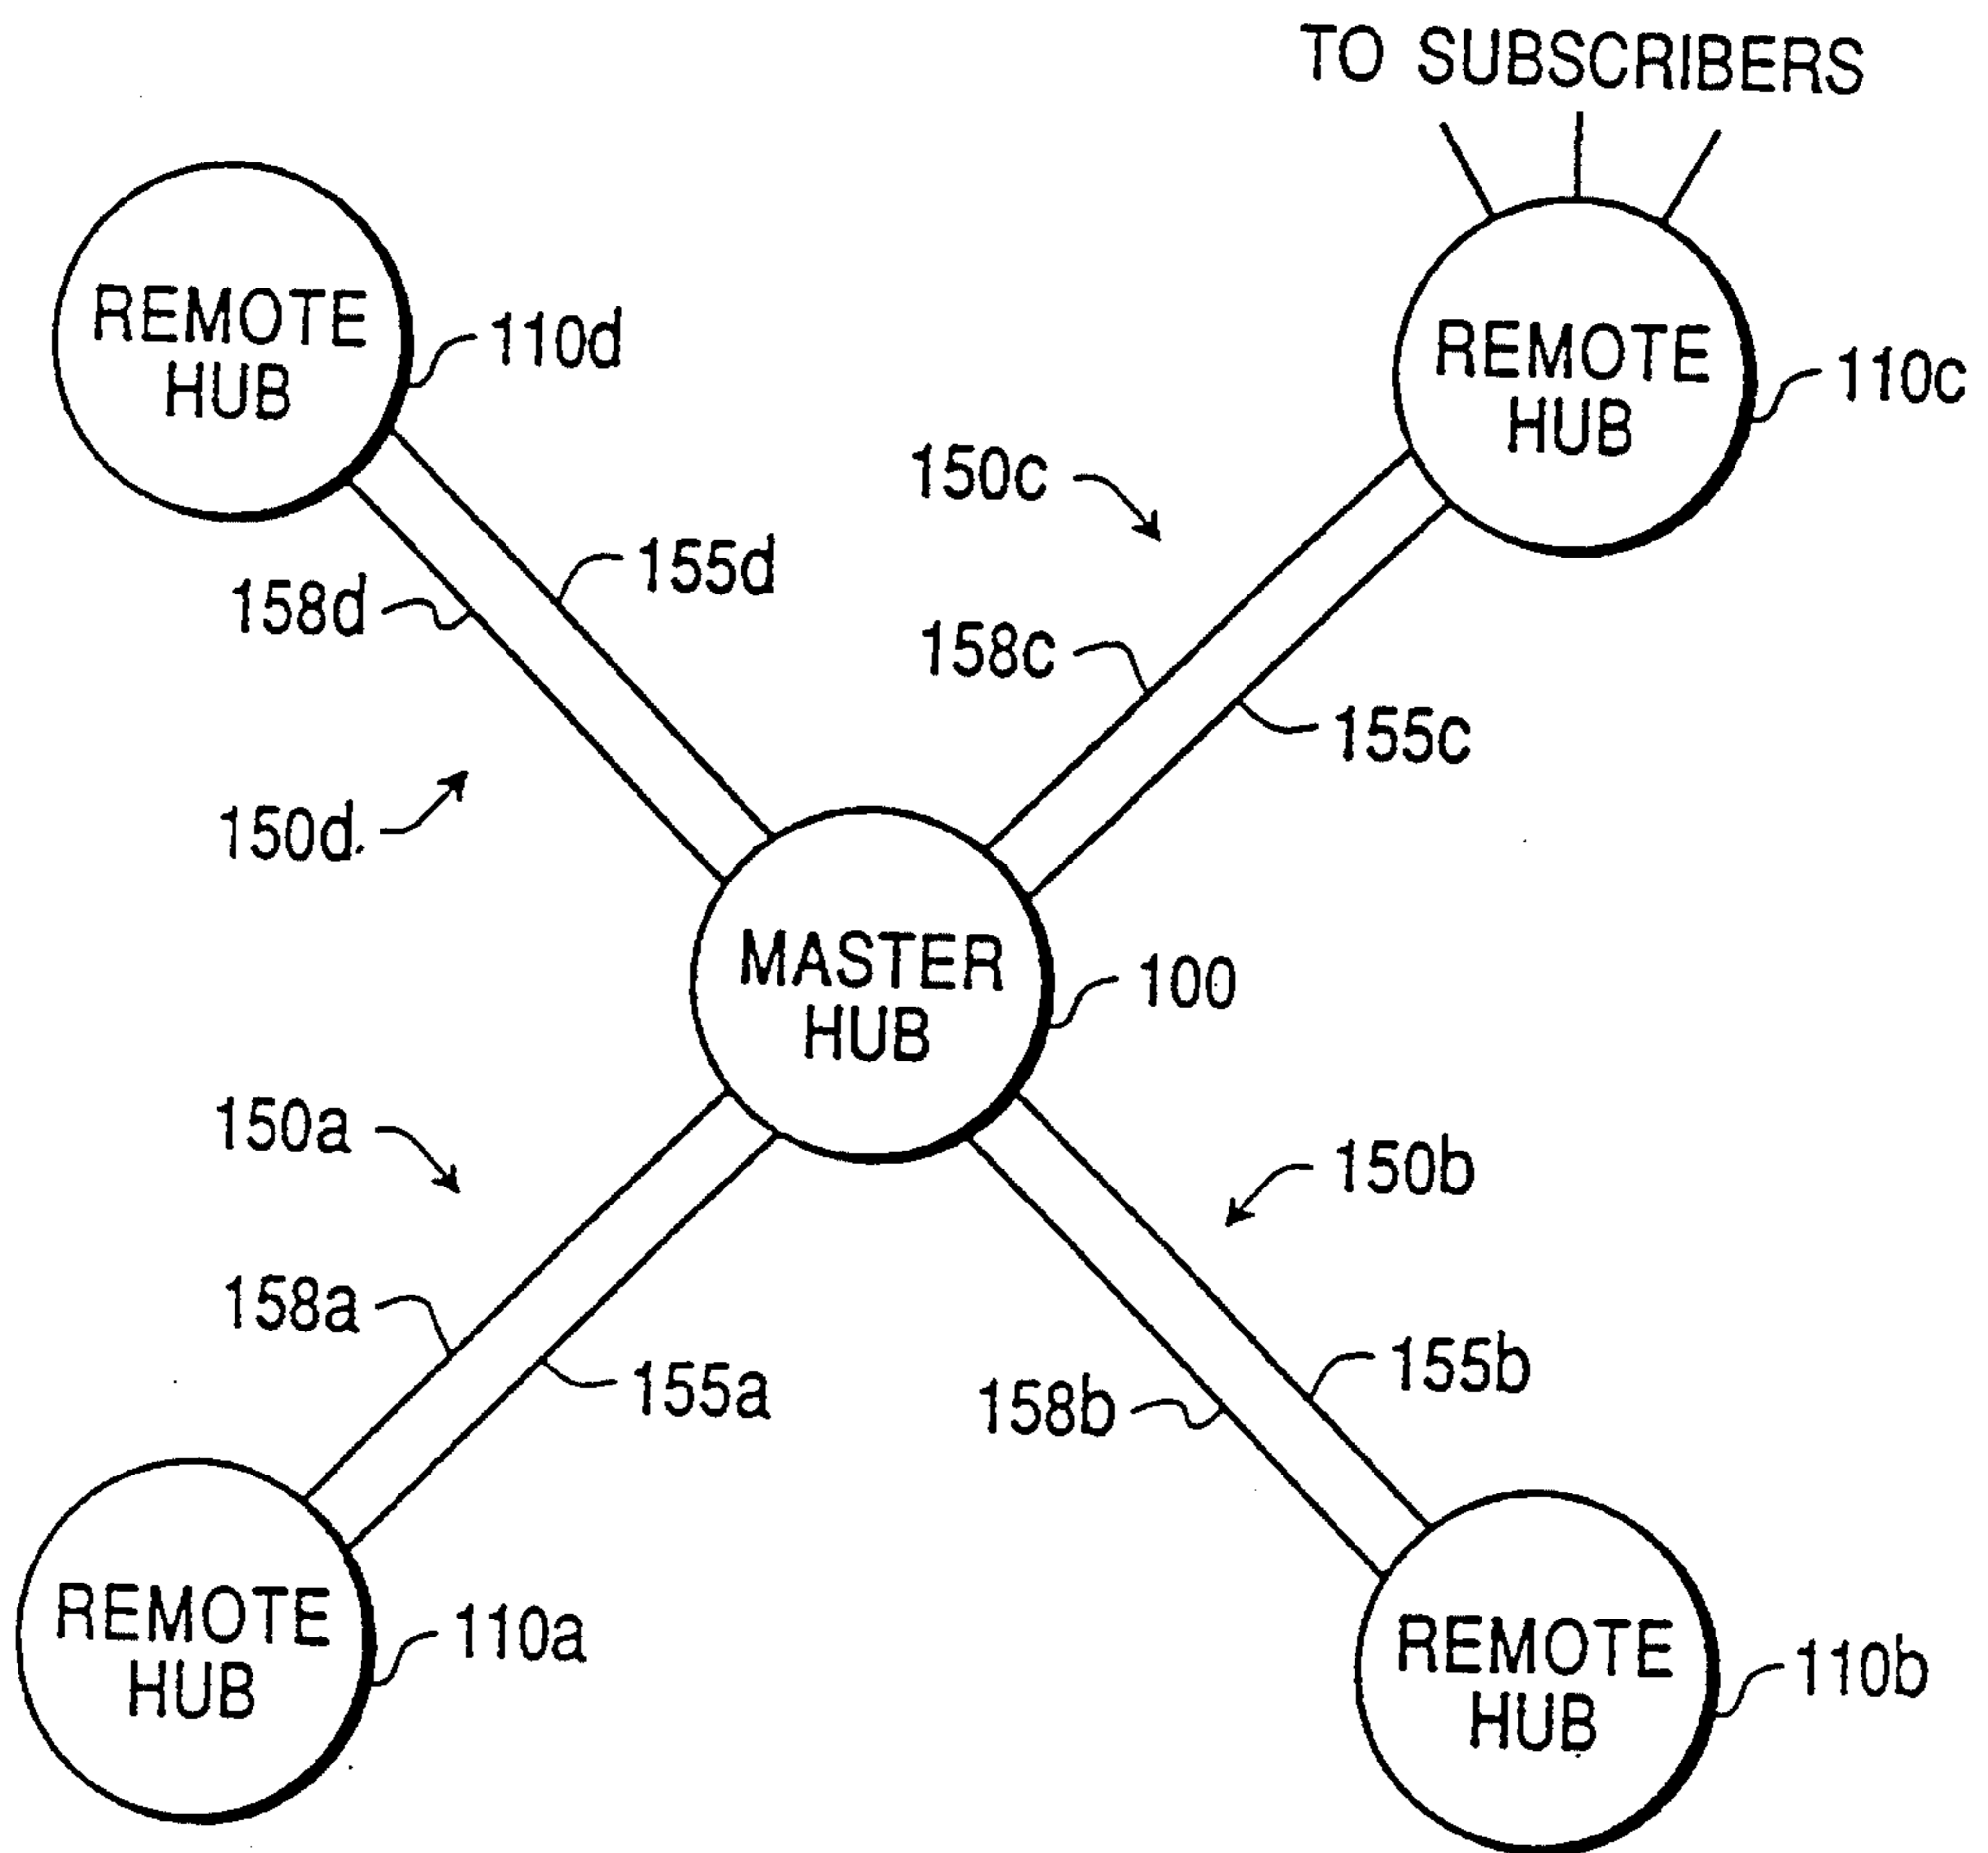 TO SUBSCRIBERS
REMOTE
HUB
110d
REMOTE
HUB
110c
150c
155d
158d
158c
155c
150d.
MASTER
HUB
100
150a
150b
158a
155a
155b
158b
REMOTE
HUB
110a
REMOTE
HUB
110b